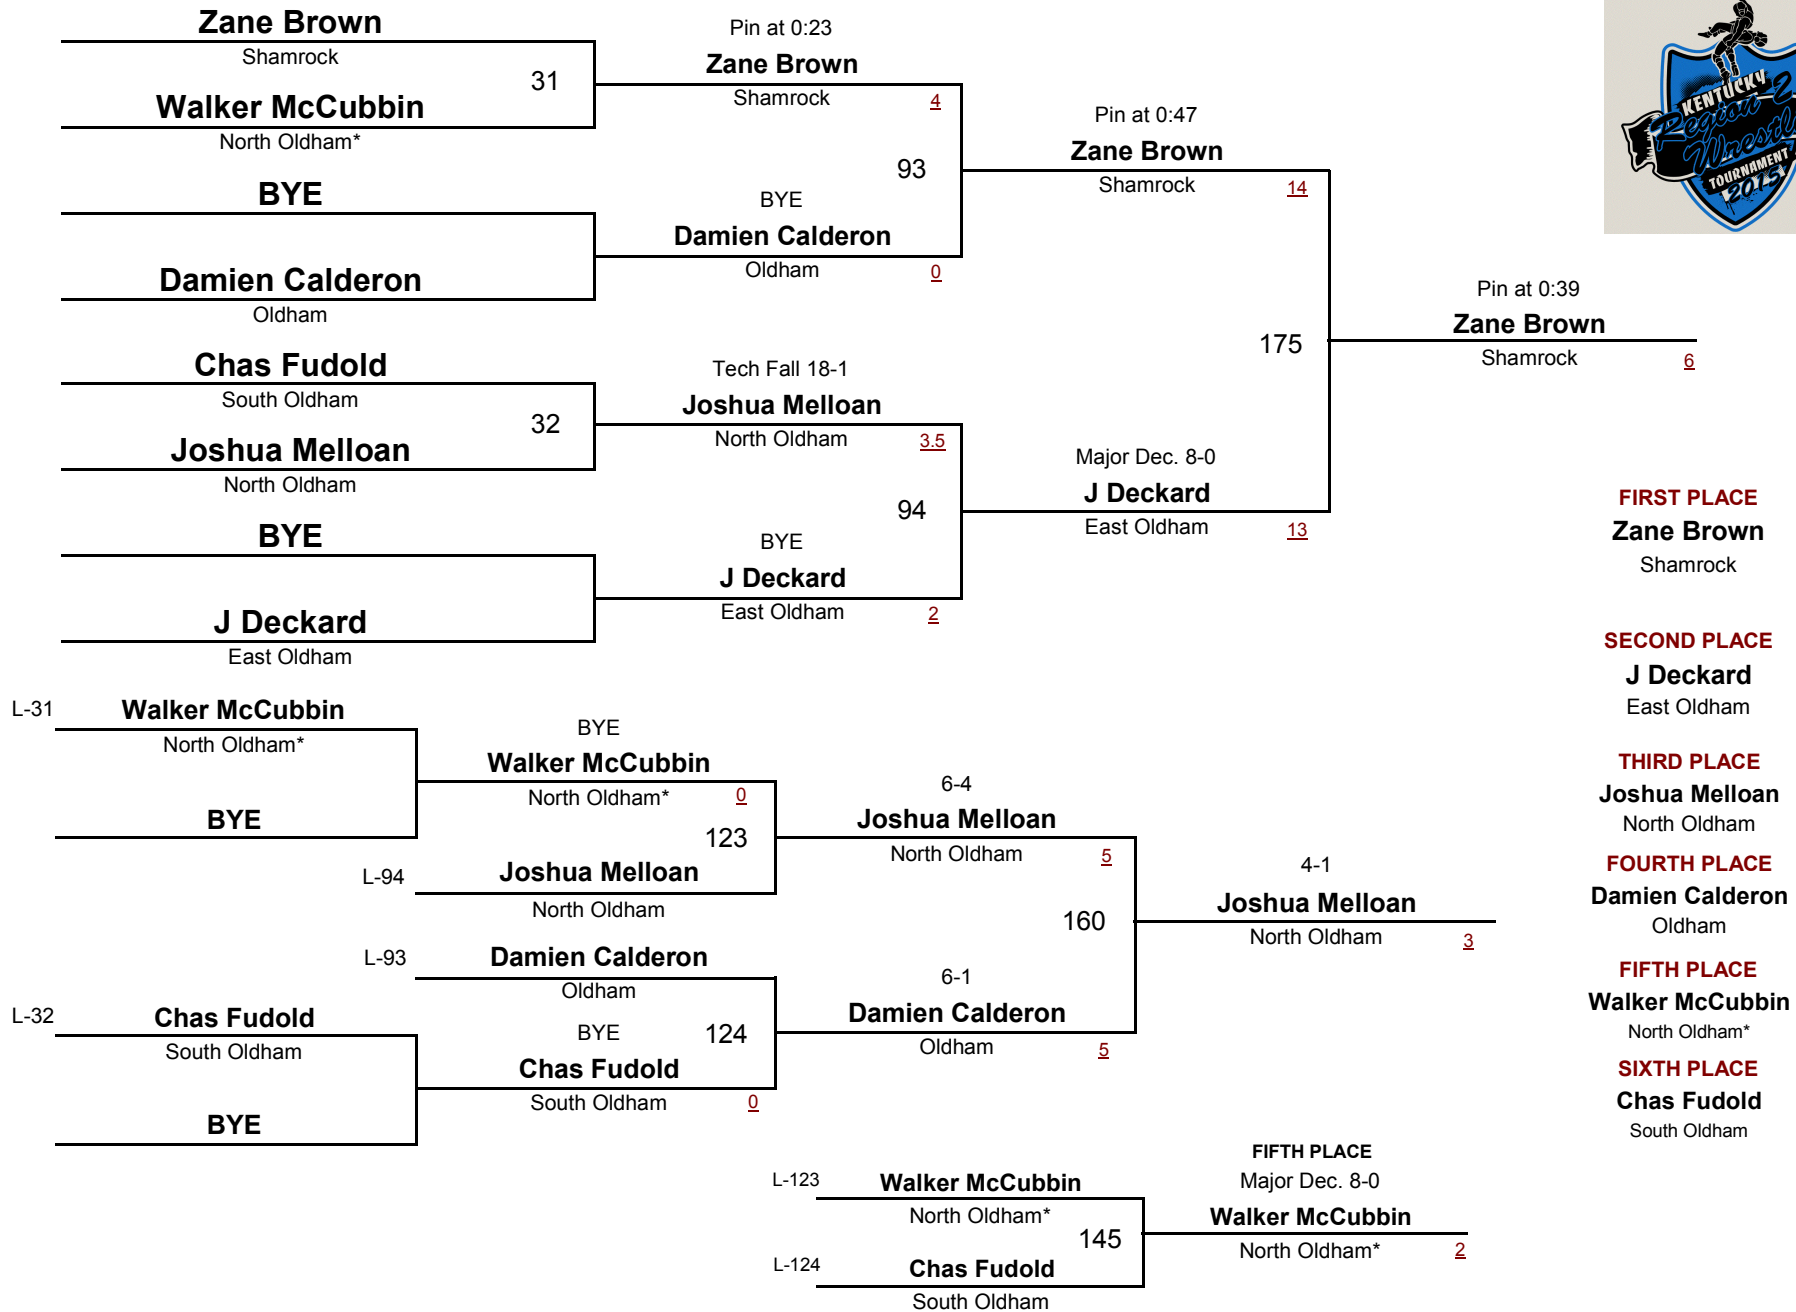 Zane Brown
Shamrock
31
Walker McCubbin
North Oldham*
BYE
Damien Calderon
Oldham
Chas Fudold
South Oldham
32
Joshua Melloan
North Oldham
BYE
J Deckard
East Oldham
Pin at 0:23
Zane Brown
Shamrock
4
93
BYE
Damien Calderon
Oldham
0
Tech Fall 18-1
Joshua Melloan
North Oldham
3.5
94
BYE
J Deckard
East Oldham
2
Pin at 0:47
Zane Brown
Shamrock
14
175
Major Dec. 8-0
J Deckard
East Oldham
13
Pin at 0:39
Zane Brown
Shamrock
6
KENTUCKY
Region 2
TOURNAMENT
2015
FIRST PLACE
Zane Brown
Shamrock
SECOND PLACE
J Deckard
East Oldham
THIRD PLACE
Joshua Melloan
North Oldham
FOURTH PLACE
Damien Calderon
Oldham
FIFTH PLACE
Walker McCubbin
North Oldham*
SIXTH PLACE
Chas Fudold
South Oldham
L-31
Walker McCubbin
North Oldham*
BYE
L-32
Chas Fudold
South Oldham
BYE
BYE
Walker McCubbin
North Oldham*
0
123
L-94
Joshua Melloan
North Oldham
L-93
Damien Calderon
Oldham
BYE
124
Chas Fudold
South Oldham
0
6-4
Joshua Melloan
North Oldham
5
160
6-1
Damien Calderon
Oldham
5
4-1
Joshua Melloan
North Oldham
3
L-123
Walker McCubbin
North Oldham*
145
L-124
Chas Fudold
South Oldham
FIFTH PLACE
Major Dec. 8-0
Walker McCubbin
North Oldham*
2